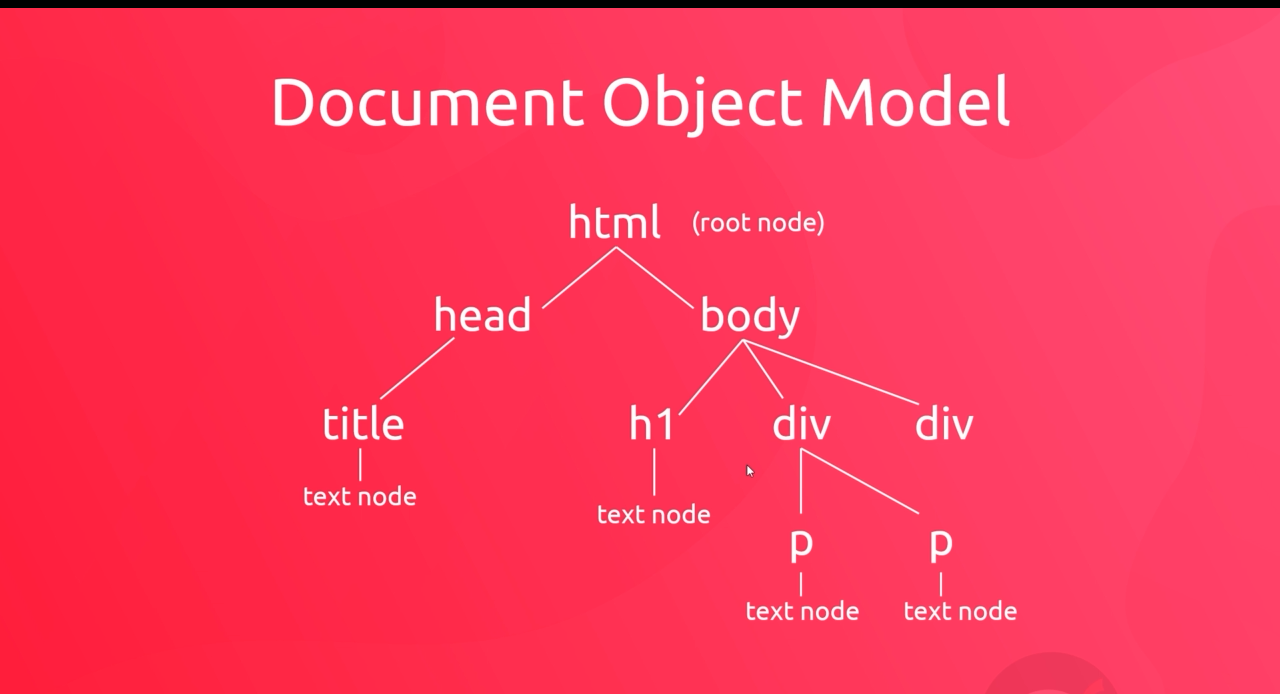 Document Object Model
html (root node)
head body
title h1 div div
text node
text node
p p
text node text node